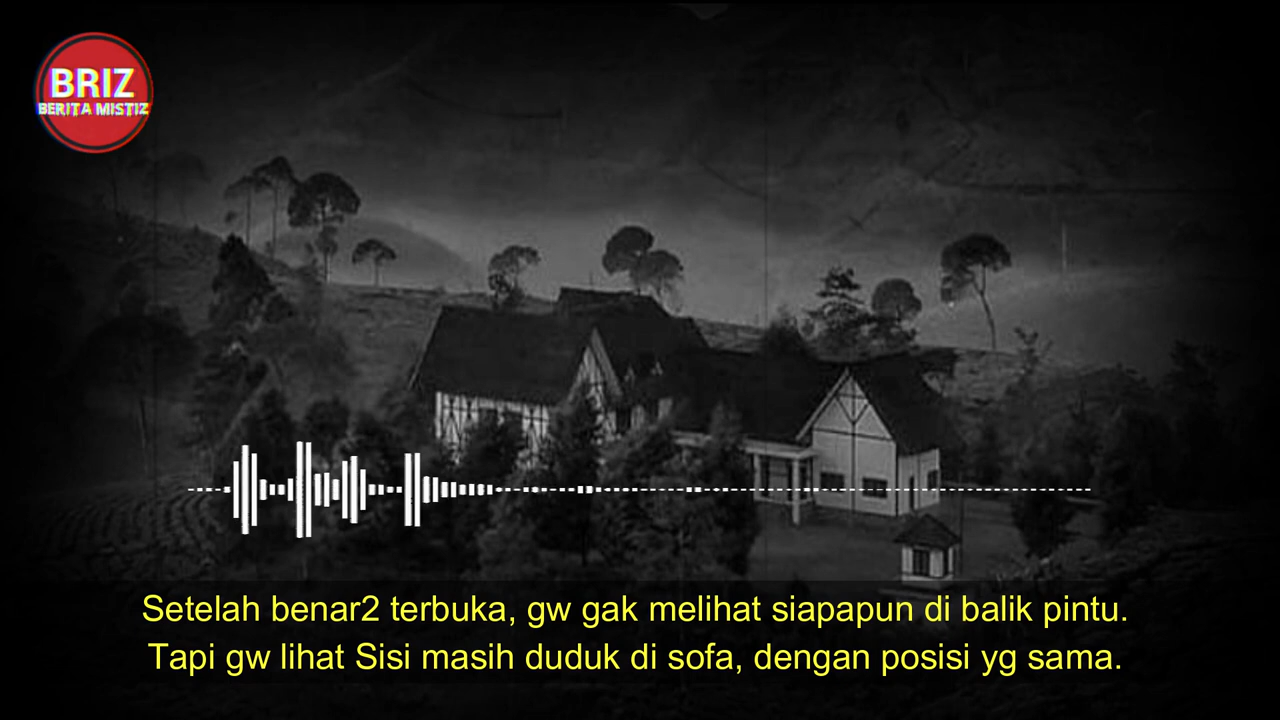 BRIZ
BERITA MISTIZ
Setelah benar2 terbuka, gw gak melihat siapapun di balik pintu.
Tapi gw lihat Sisi masih duduk di sofa, dengan posisi yg sama.